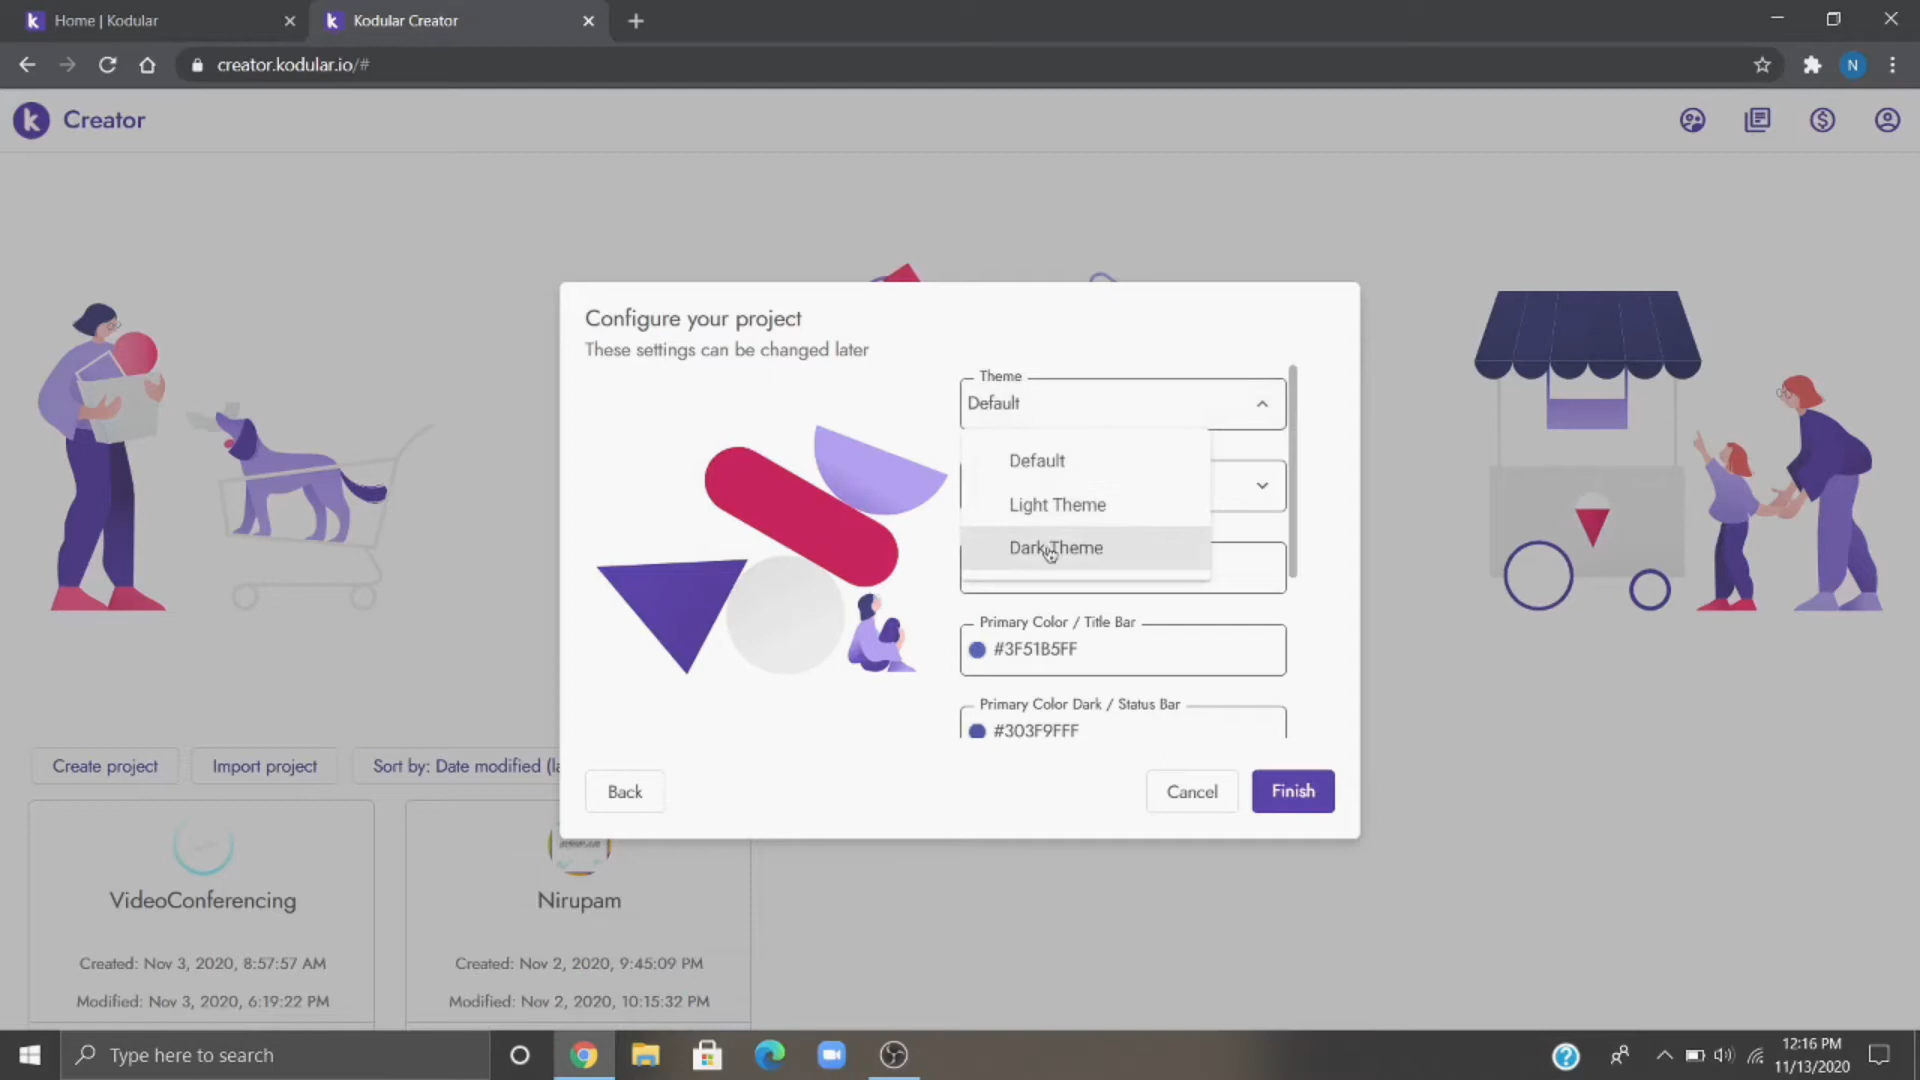 Home | Kodular
Kodular Creator
creator.kodular.io/#
N
k Creator
Configure your project
These settings can be changed later
Theme
Default
Default
Light Theme
Dark Theme
Primary Color / Title Bar
#3F51B5FF
Primary Color Dark / Status Bar
#303F9FFF
Back
Cancel
Finish
Create project
Import project
Sort by: Date modified (la
VideoConferencing
Nirupam
Created: Nov 3, 2020, 8:57:57 AM
Created: Nov 2, 2020, 9:45:09 PM
Modified: Nov 3, 2020, 6:19:22 PM
Modified: Nov 2, 2020, 10:15:32 PM
Type here to search
12:16 PM
11/13/2020